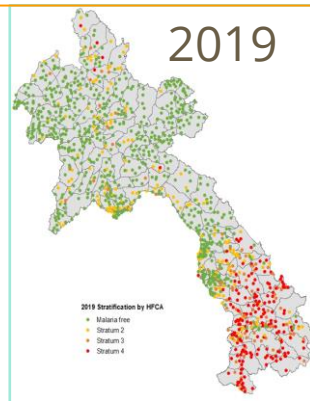 2019
2019 Stratification by HFCA
Malaria free
Stratum 2
Stratum 3
Stratum 4